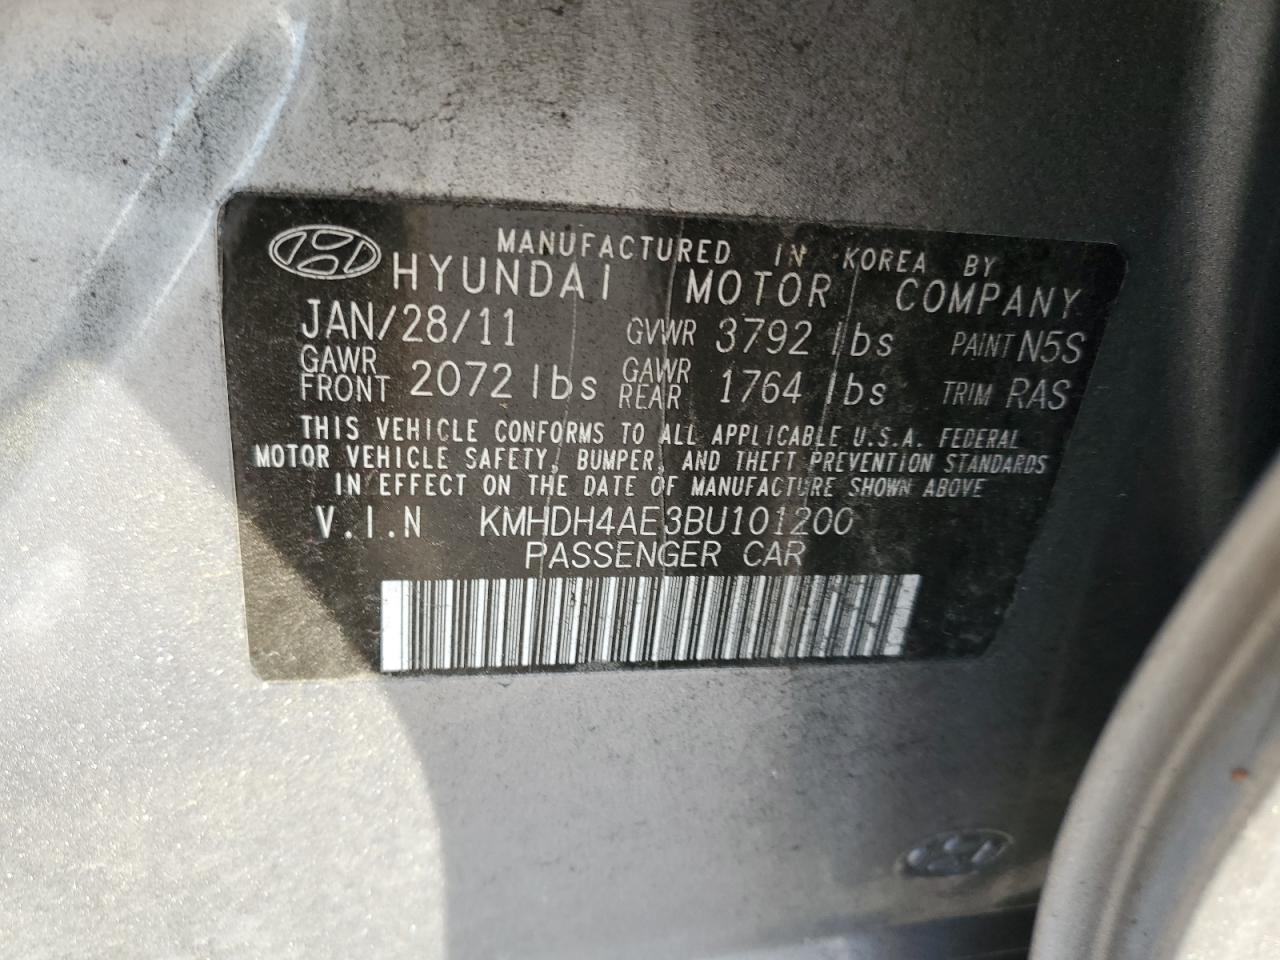 MANUFACTURED IN KOREA BY
HYUNDAI MOTOR COMPANY
JAN/28/11 GVWR 3792 lbs PAINT N5S
GAWR FRONT 2072 lbs GAWR REAR 1764 lbs TRIM RAS
THIS VEHICLE CONFORMS TO ALL APPLICABLE U.S.A. FEDERAL
MOTOR VEHICLE SAFETY, BUMPER, AND THEFT PREVENTION STANDARDS
IN EFFECT ON THE DATE OF MANUFACTURE SHOWN ABOVE
V.I.N KMHDH4AE3BU101200
PASSENGER CAR